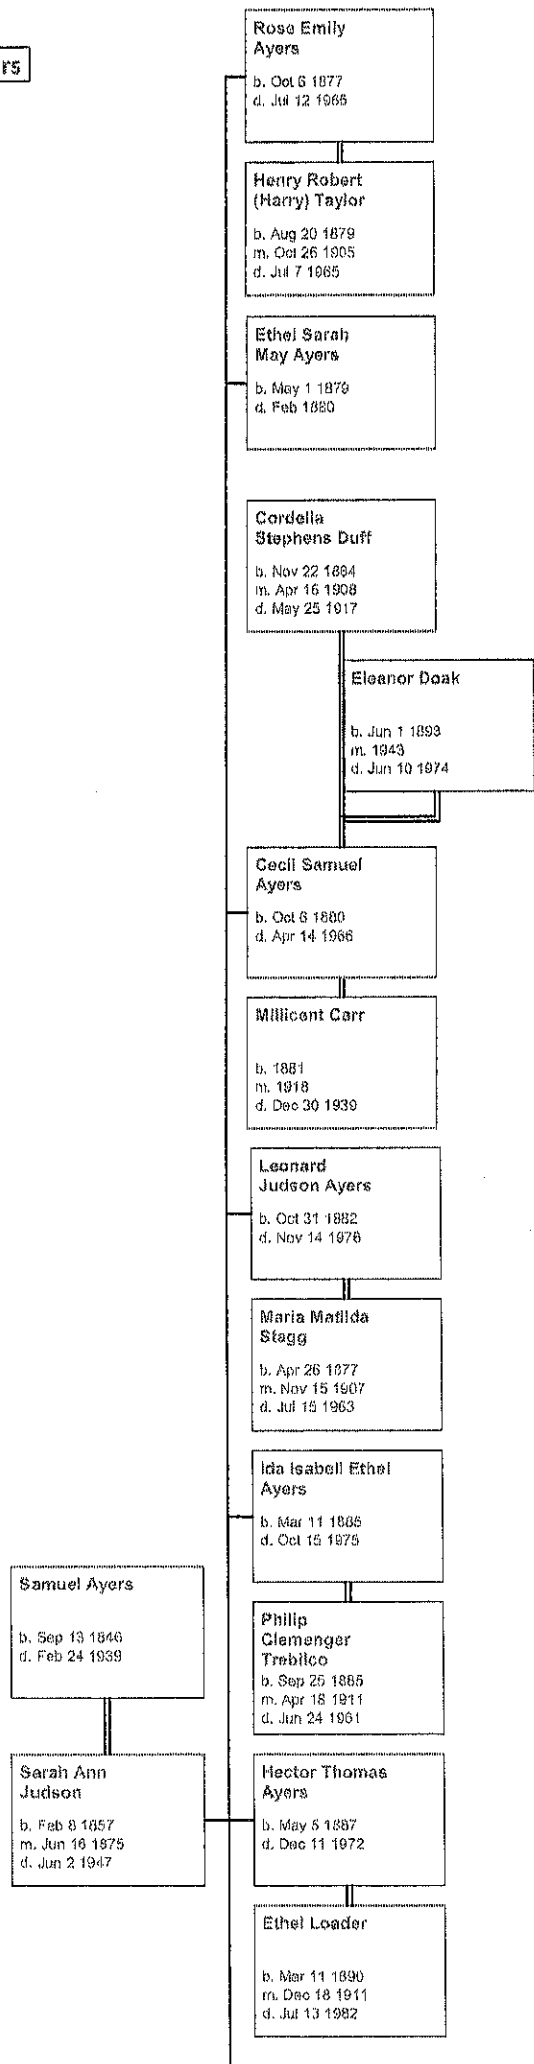 rs
Rose Emily
Ayers
b. Oct 6 1877
d. Jul 12 1965
Henry Robert
(Harry) Taylor
b. Aug 20 1879
m. Oct 26 1905
d. Jul 7 1965
Ethel Sarah
May Ayers
b. May 1 1879
d. Feb 1880
Cordelia
Stephens Duff
b. Nov 22 1884
m. Apr 16 1908
d. May 25 1917
Eleanor Doak
b. Jun 1 1893
m. 1943
d. Jun 10 1974
Cecil Samuel
Ayers
b. Oct 6 1880
d. Apr 14 1966
Millicent Carr
b. 1881
m. 1918
d. Dec 30 1939
Leonard
Judson Ayers
b. Oct 31 1882
d. Nov 14 1976
Maria Matilda
Stagg
b. Apr 26 1877
m. Nov 15 1907
d. Jul 15 1963
Ida Isabell Ethel
Ayers
b. Mar 11 1885
d. Oct 15 1975
Samuel Ayers
b. Sep 13 1846
d. Feb 24 1939
Philip
Clemenger
Trebilco
b. Sep 25 1885
m. Apr 18 1911
d. Jun 24 1961
Sarah Ann
Judson
b. Feb 8 1857
m. Jun 16 1875
d. Jun 2 1947
Hector Thomas
Ayers
b. May 5 1887
d. Dec 11 1972
Ethel Loader
b. Mar 11 1890
m. Dec 18 1911
d. Jul 13 1982